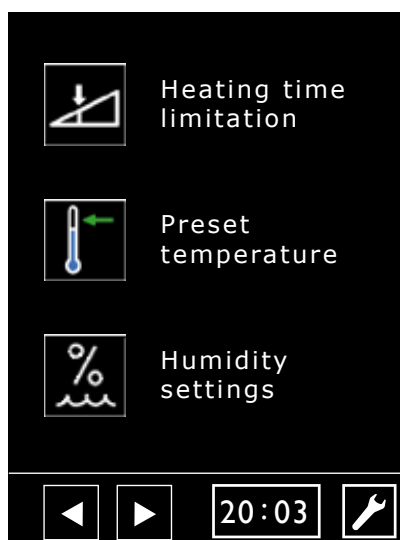 Heating time
limitation
Preset
temperature
%
Humidity
settings
20:03